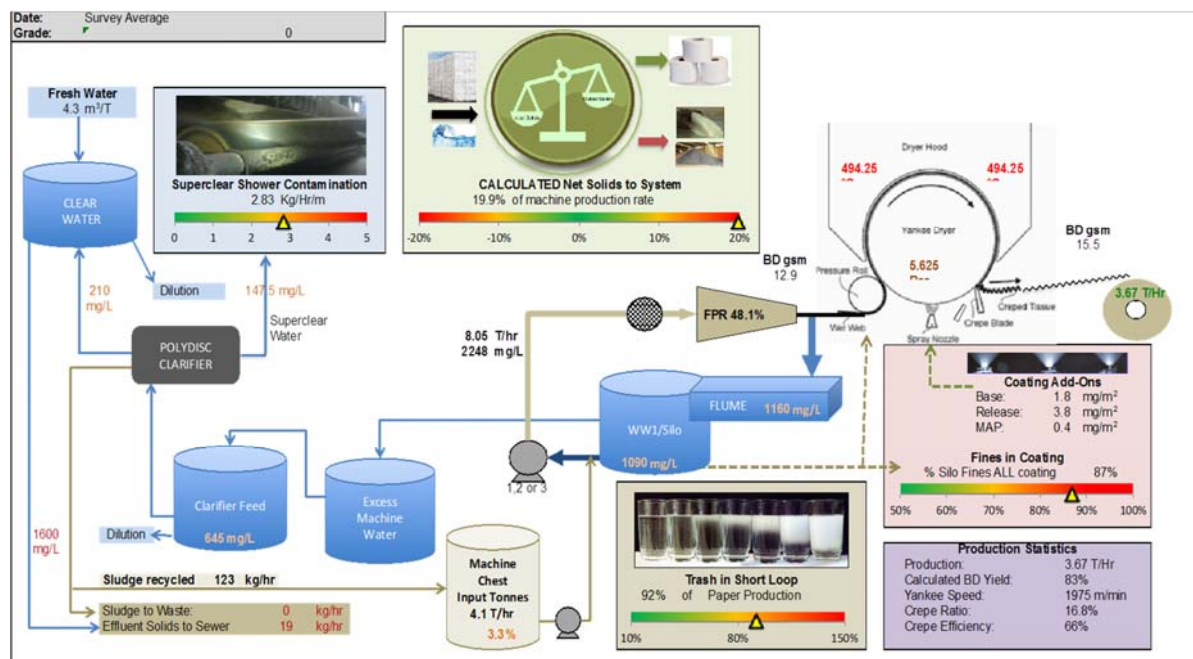 Date: Survey Average
Grade: 0
Fresh Water
4.3 m³/T
CLEAR
WATER
Superclear Shower Contamination
2.83 Kg/Hr/m
0 1 2 3 4 5
CALCULATED Net Solids to System
19.9% of machine production rate
-20% -10% 0% 10% 20%
Dryer Hood
494.25
494.25
Yankee Dryer
5.625
Pressure Roll
BD gsm
12.9
BD gsm
15.5
Creped Tissue
Crepe Blade
Spray Nozzle
3.67 T/Hr
Dilution
210
mg/L
147.5 mg/L
Superclear
Water
POLYDISC
CLARIFIER
8.05 T/hr
2248 mg/L
FPR 48.1%
FLUME 1160 mg/L
WW1/Silo
1090 mg/L
1,2 or 3
Coating Add-Ons
Base: 1.8 mg/m²
Release: 3.8 mg/m²
MAP: 0.4 mg/m²
Fines in Coating
% Silo Fines ALL coating 87%
50% 60% 70% 80% 90% 100%
Clarifier Feed
645 mg/L
Excess
Machine
Water
Dilution
1600
mg/L
Sludge recycled 123 kg/hr
Sludge to Waste: 0 kg/hr
Effluent Solids to Sewer 19 kg/hr
Machine
Chest
Input Tonnes
4.1 T/hr
3.3%
Trash in Short Loop
92% of Paper Production
10% 80% 150%
Production Statistics
Production: 3.67 T/Hr
Calculated BD Yield: 83%
Yankee Speed: 1975 m/min
Crepe Ratio: 16.8%
Crepe Efficiency: 66%